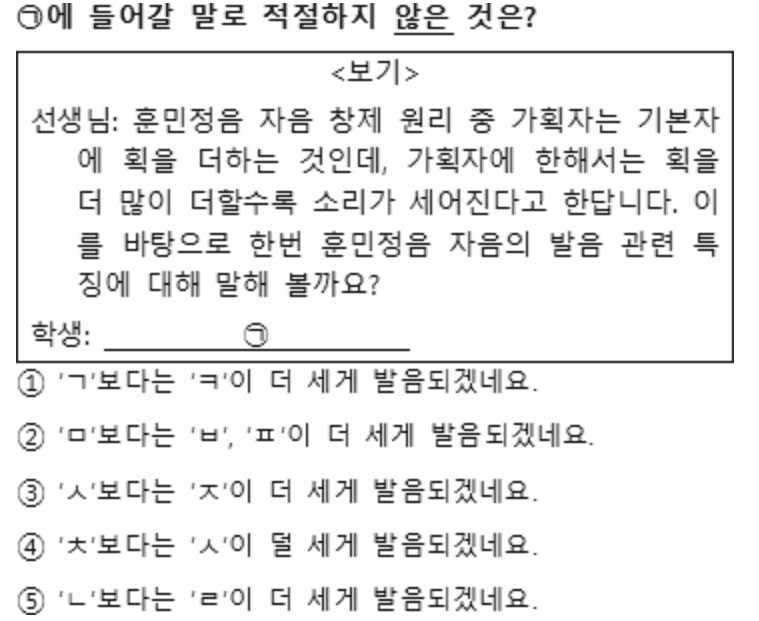 ㉠에 들어갈 말로 적절하지 않은 것은?
<보기>
선생님: 훈민정음 자음 창제 원리 중 가획자는 기본자
에 획을 더하는 것인데, 가획자에 한해서는 획을
더 많이 더할수록 소리가 세어진다고 한답니다. 이
를 바탕으로 한번 훈민정음 자음의 발음 관련 특
징에 대해 말해 볼까요?
학생: ㉠
① 'ㄱ'보다는 'ㅋ'이 더 세게 발음되겠네요.
② 'ㅁ'보다는 'ㅂ', 'ㅍ'이 더 세게 발음되겠네요.
③ 'ㅅ'보다는 'ㅈ'이 더 세게 발음되겠네요.
④ 'ㅊ'보다는 'ㅅ'이 덜 세게 발음되겠네요.
⑤ 'ㄴ'보다는 'ㄹ'이 더 세게 발음되겠네요.